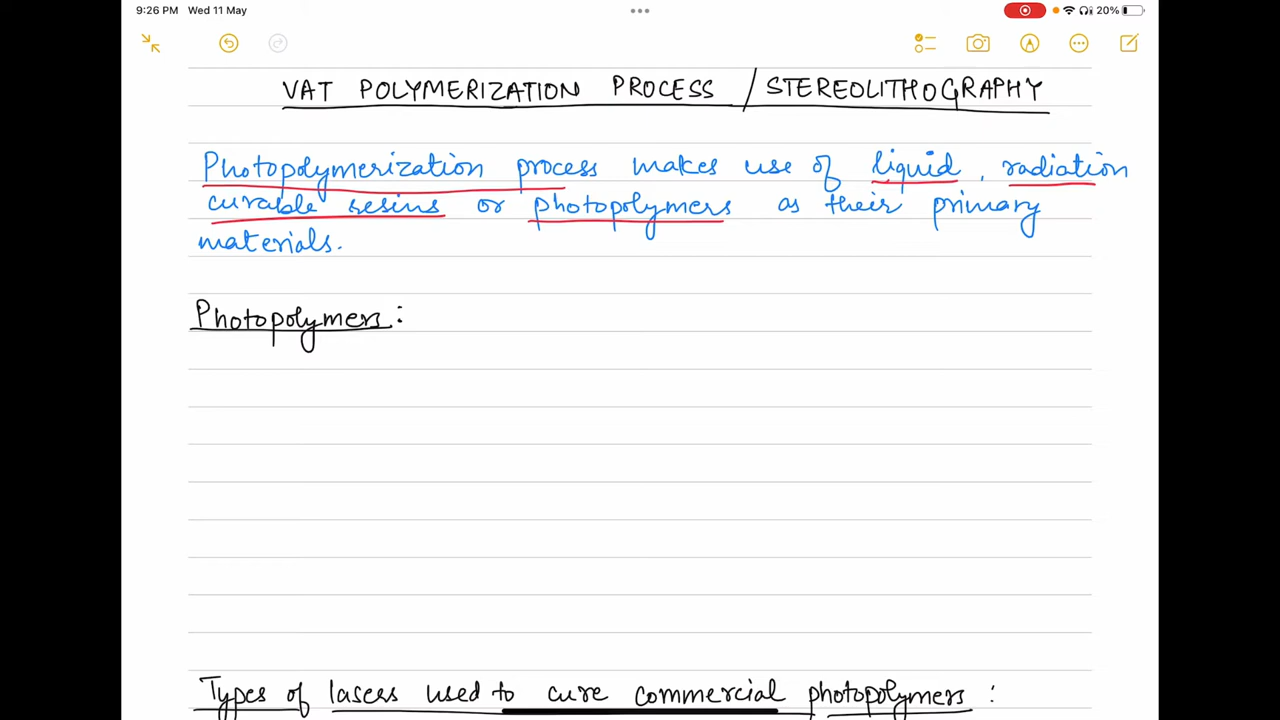 9:26 PM Wed 11 May
20%
VAT POLYMERIZATION PROCESS / STEREOLITHOGRAPHY
Photopolymerization process makes use of liquid, radiation
curable resins or photopolymers as their primary
materials.
Photopolymers:
Types of lasers used to cure commercial photopolymers :